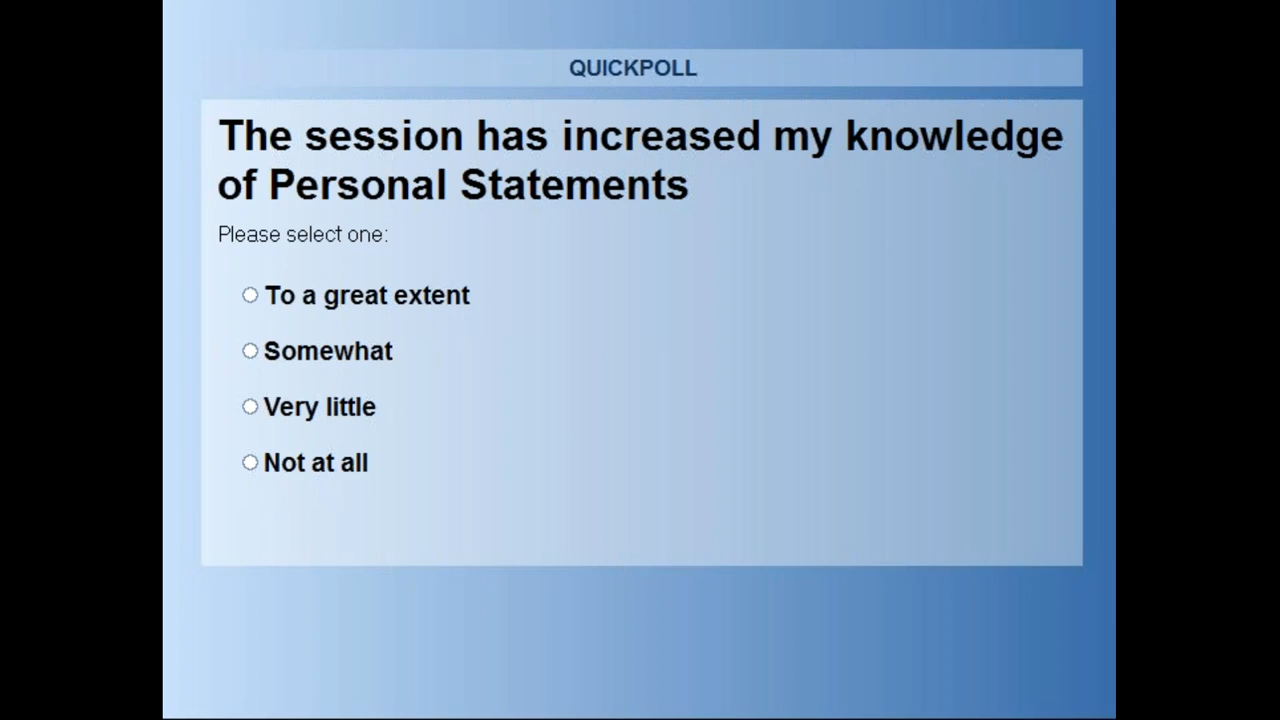 QUICKPOLL
The session has increased my knowledge
of Personal Statements
Please select one:
To a great extent
Somewhat
Very little
Not at all